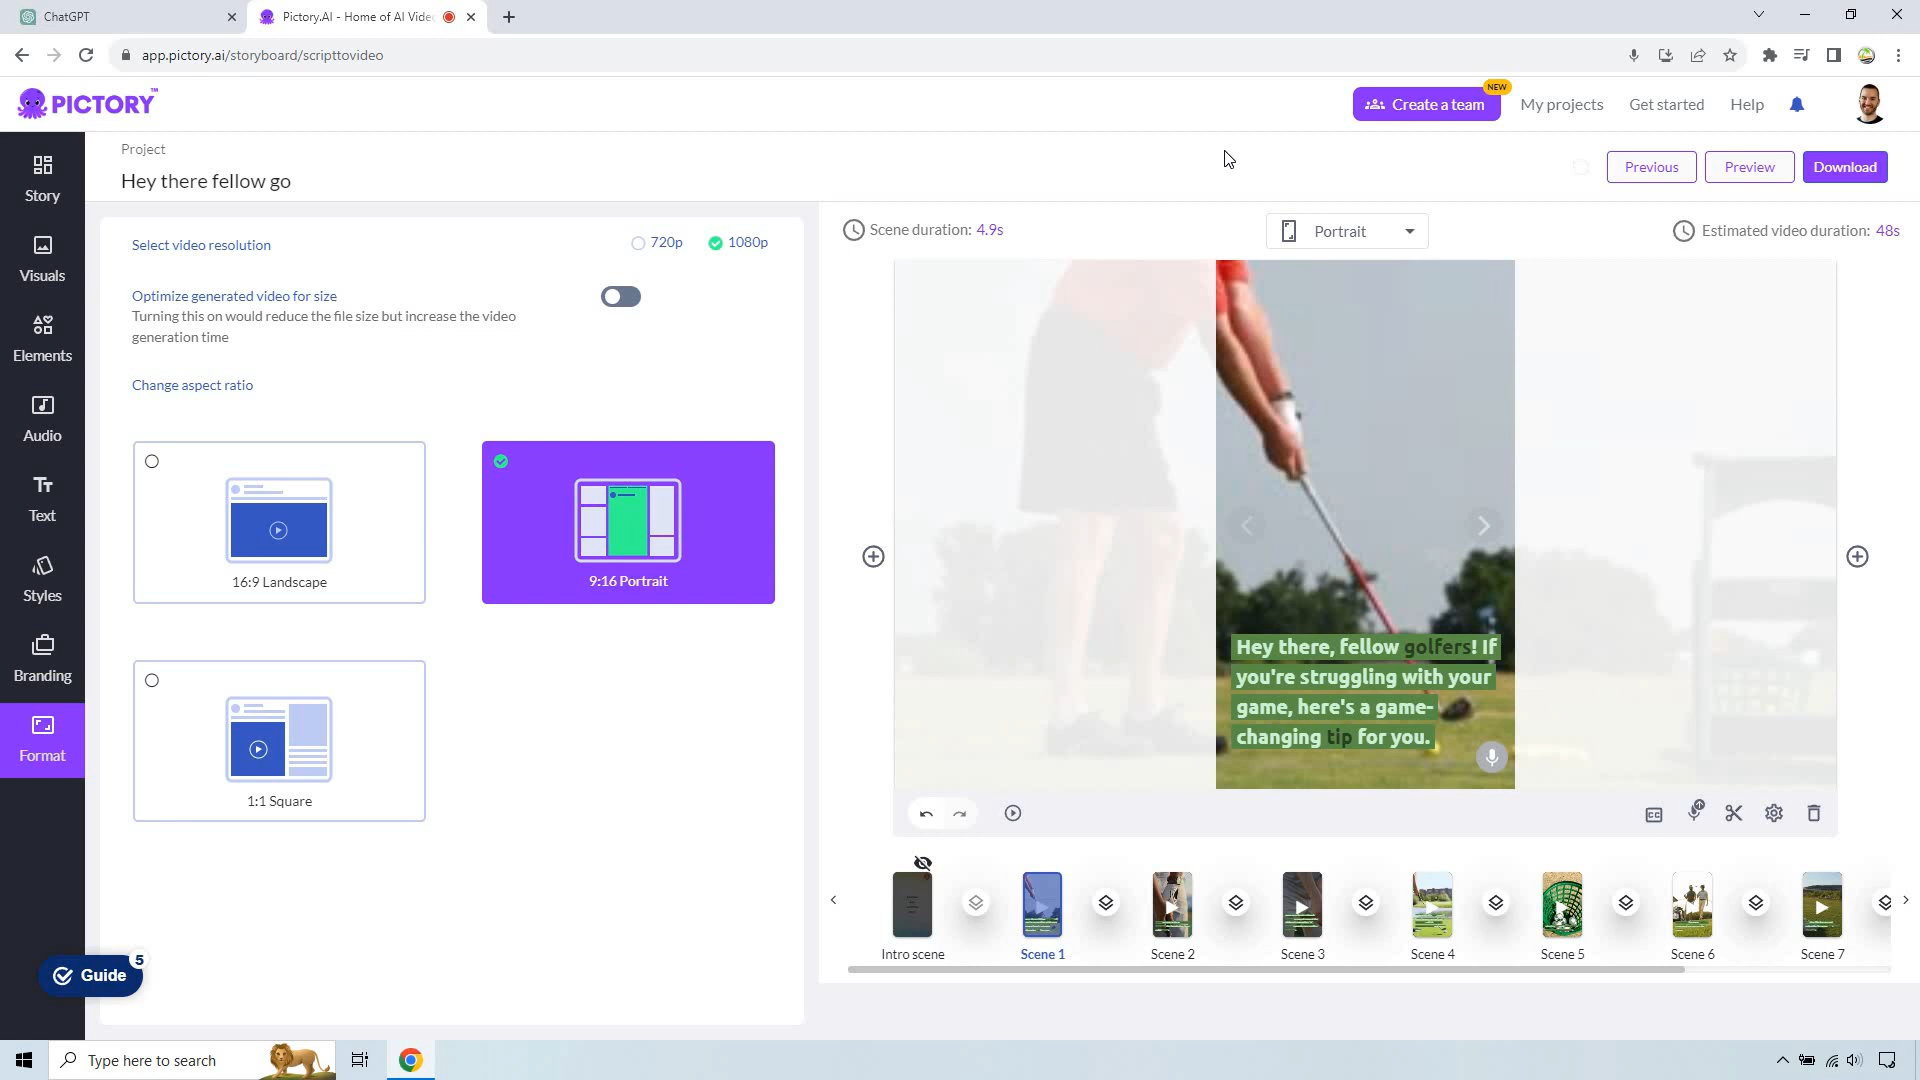 ChatGPT
Pictory.AI - Home of AI Vide
app.pictory.ai/storyboard/scripttovideo
PICTORY™
NEW
Create a team
My projects
Get started
Help
Story
Visuals
Elements
Audio
Text
Styles
Branding
Format
Guide
5
Project
Hey there fellow go
Previous
Preview
Download
Select video resolution
720p
1080p
Optimize generated video for size
Turning this on would reduce the file size but increase the video
generation time
Change aspect ratio
16:9 Landscape
9:16 Portrait
1:1 Square
Scene duration: 4.9s
Portrait
Estimated video duration: 48s
Hey there, fellow golfers! If
you're struggling with your
game, here's a game-
changing tip for you.
CC
Intro scene
Scene 1
Scene 2
Scene 3
Scene 4
Scene 5
Scene 6
Scene 7
Type here to search